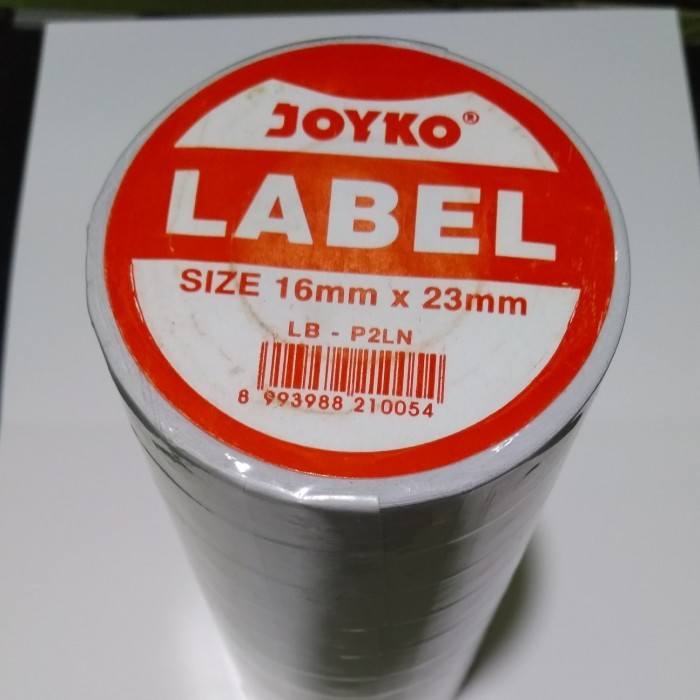 JOYKO®
LABEL
SIZE 16mm x 23mm
LB - P2LN
8 993988 210054